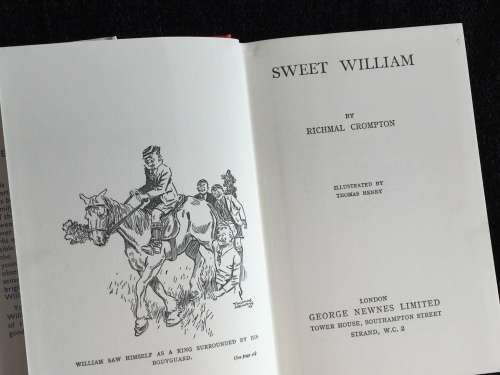 WILLIAM SAW HIMSELF AS A KING SURROUNDED BY HIS
BODYGUARD.
SWEET WILLIAM
BY
RICHMAL CROMPTON
ILLUSTRATED BY
THOMAS HENRY
LONDON
GEORGE NEWNES LIMITED
TOWER HOUSE, SOUTHAMPTON STREET
STRAND, W.C. 2